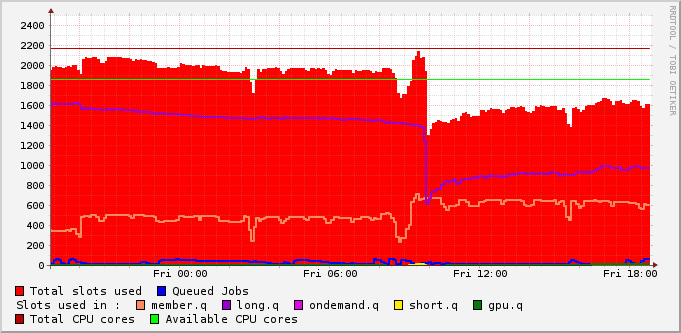 2400
2200
2000
1800
1600
1400
1200
1000
800
600
400
200
0
Fri 00:00 Fri 06:00 Fri 12:00 Fri 18:00
Total slots used Queued Jobs
Slots used in : member.q long.q ondemand.q short.q gpu.q
Total CPU cores Available CPU cores
RRDTOOL / TOBI OETIKER